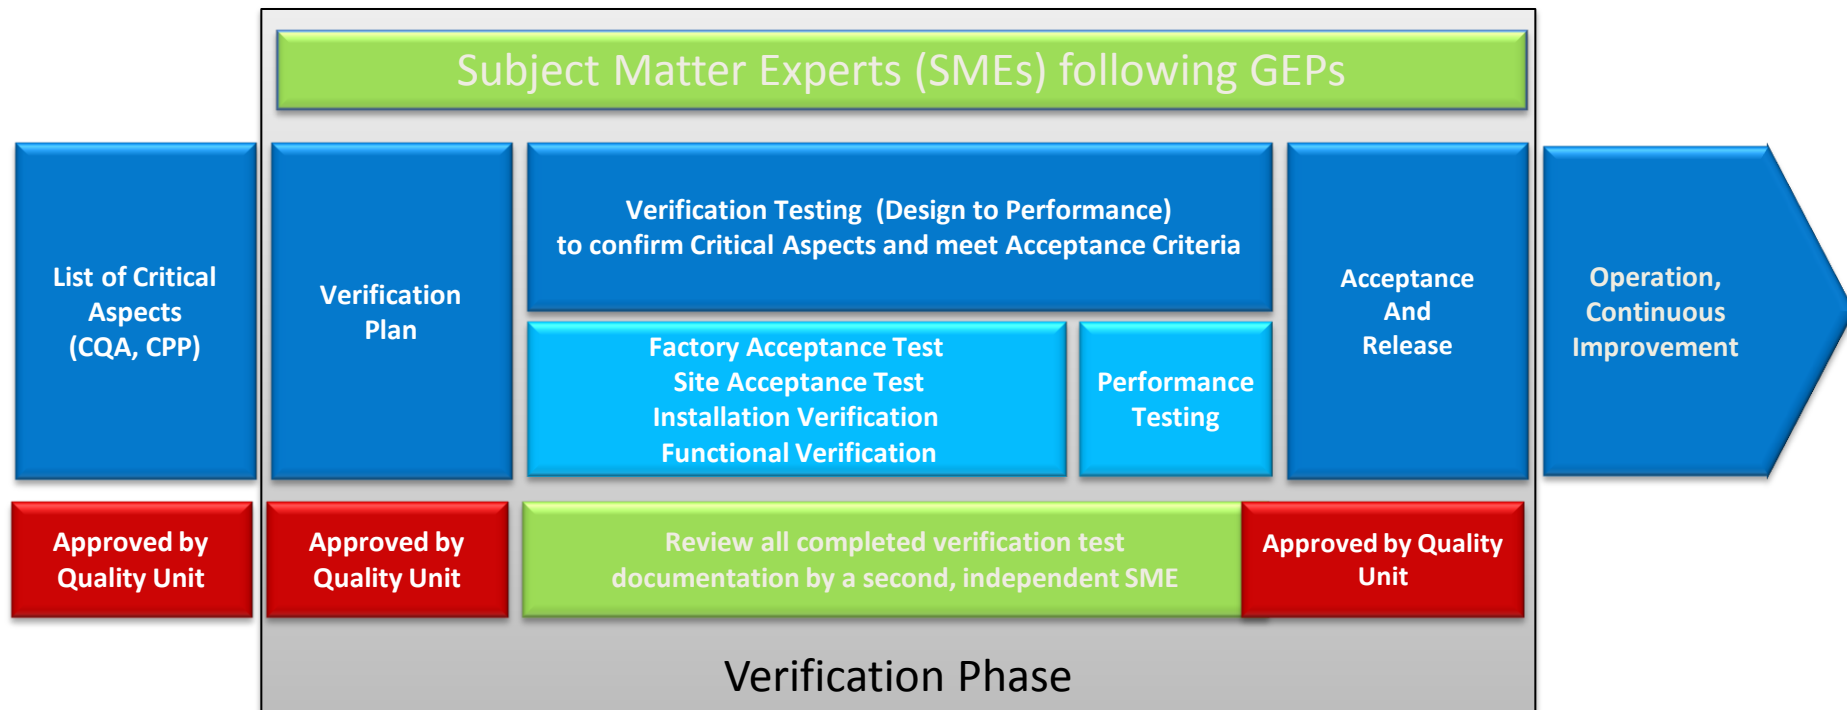 Subject Matter Experts (SMEs) following GEPs
List of Critical
Aspects
(CQA, CPP)
Verification
Plan
Verification Testing (Design to Performance)
to confirm Critical Aspects and meet Acceptance Criteria
Factory Acceptance Test
Site Acceptance Test
Installation Verification
Functional Verification
Performance
Testing
Acceptance
And
Release
Operation,
Continuous
Improvement
Approved by
Quality Unit
Approved by
Quality Unit
Review all completed verification test
documentation by a second, independent SME
Approved by Quality
Unit
Verification Phase